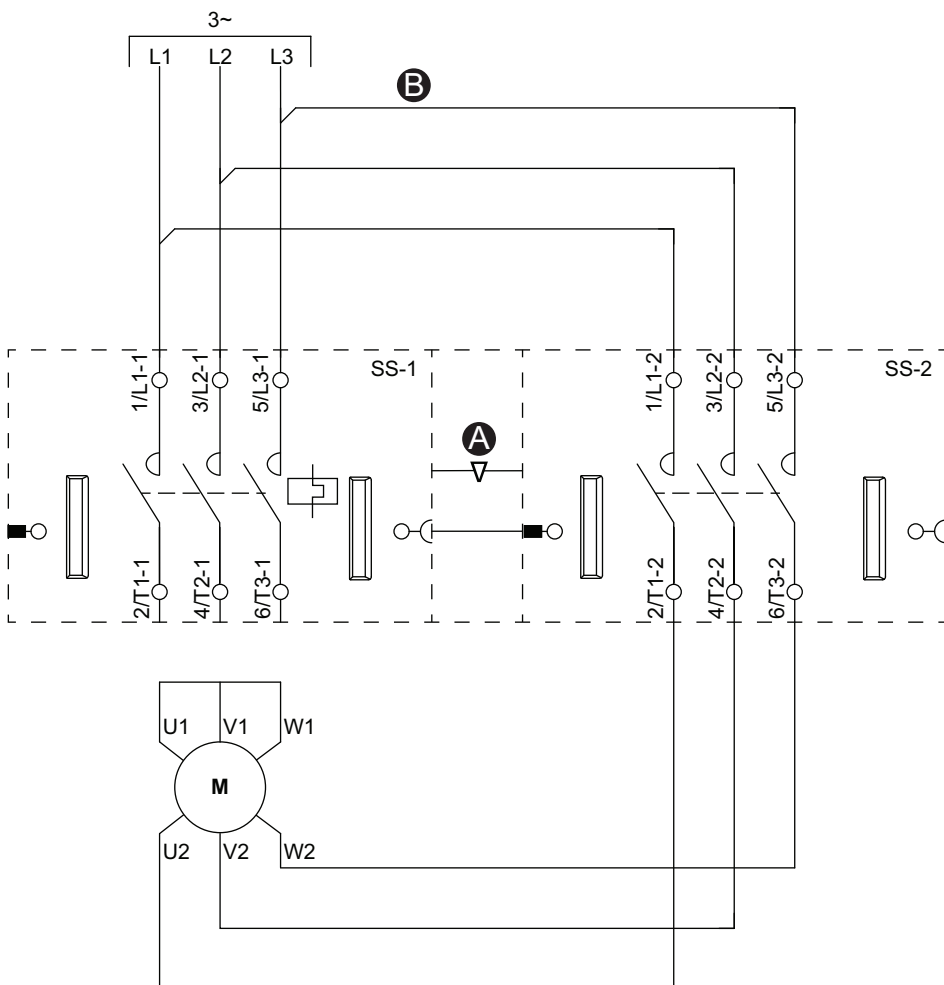 3~
L1 L2 L3
B
1/L1-1 3/L2-1 5/L3-1 SS-1 1/L1-2 3/L2-2 5/L3-2 SS-2
A
2/T1-1 4/T2-1 6/T3-1 2/T1-2 4/T2-2 6/T3-2
U1 V1 W1
M
U2 V2 W2